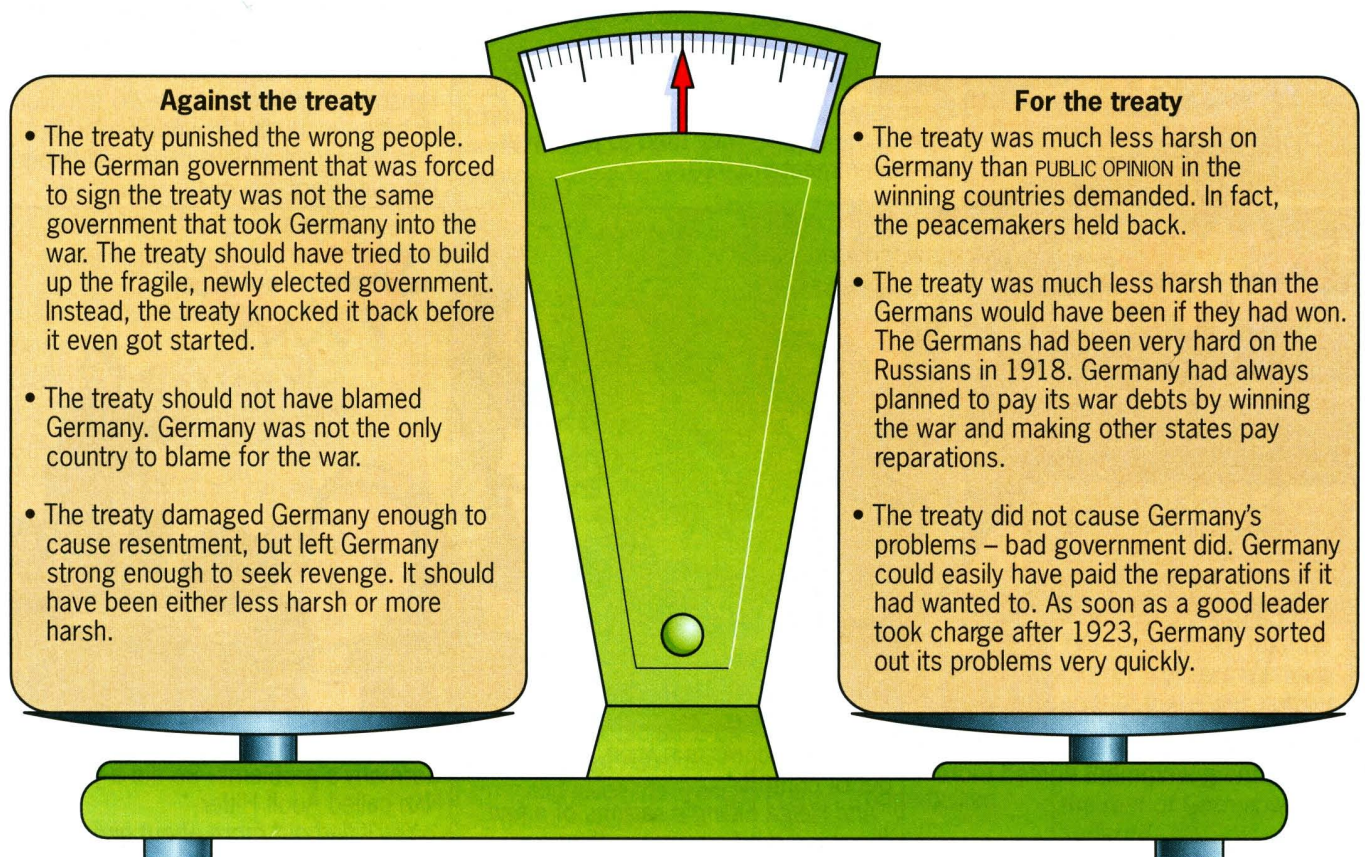 Against the treaty
• The treaty punished the wrong people.
The German government that was forced
to sign the treaty was not the same
government that took Germany into the
war. The treaty should have tried to build
up the fragile, newly elected government.
Instead, the treaty knocked it back before
it even got started.
• The treaty should not have blamed
Germany. Germany was not the only
country to blame for the war.
• The treaty damaged Germany enough to
cause resentment, but left Germany
strong enough to seek revenge. It should
have been either less harsh or more
harsh.
For the treaty
• The treaty was much less harsh on
Germany than PUBLIC OPINION in the
winning countries demanded. In fact,
the peacemakers held back.
• The treaty was much less harsh than the
Germans would have been if they had won.
The Germans had been very hard on the
Russians in 1918. Germany had always
planned to pay its war debts by winning
the war and making other states pay
reparations.
• The treaty did not cause Germany's
problems – bad government did. Germany
could easily have paid the reparations if it
had wanted to. As soon as a good leader
took charge after 1923, Germany sorted
out its problems very quickly.